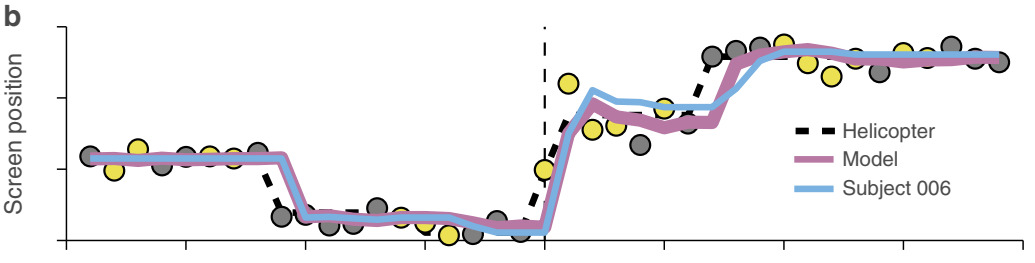 b
Screen position
Helicopter
Model
Subject 006